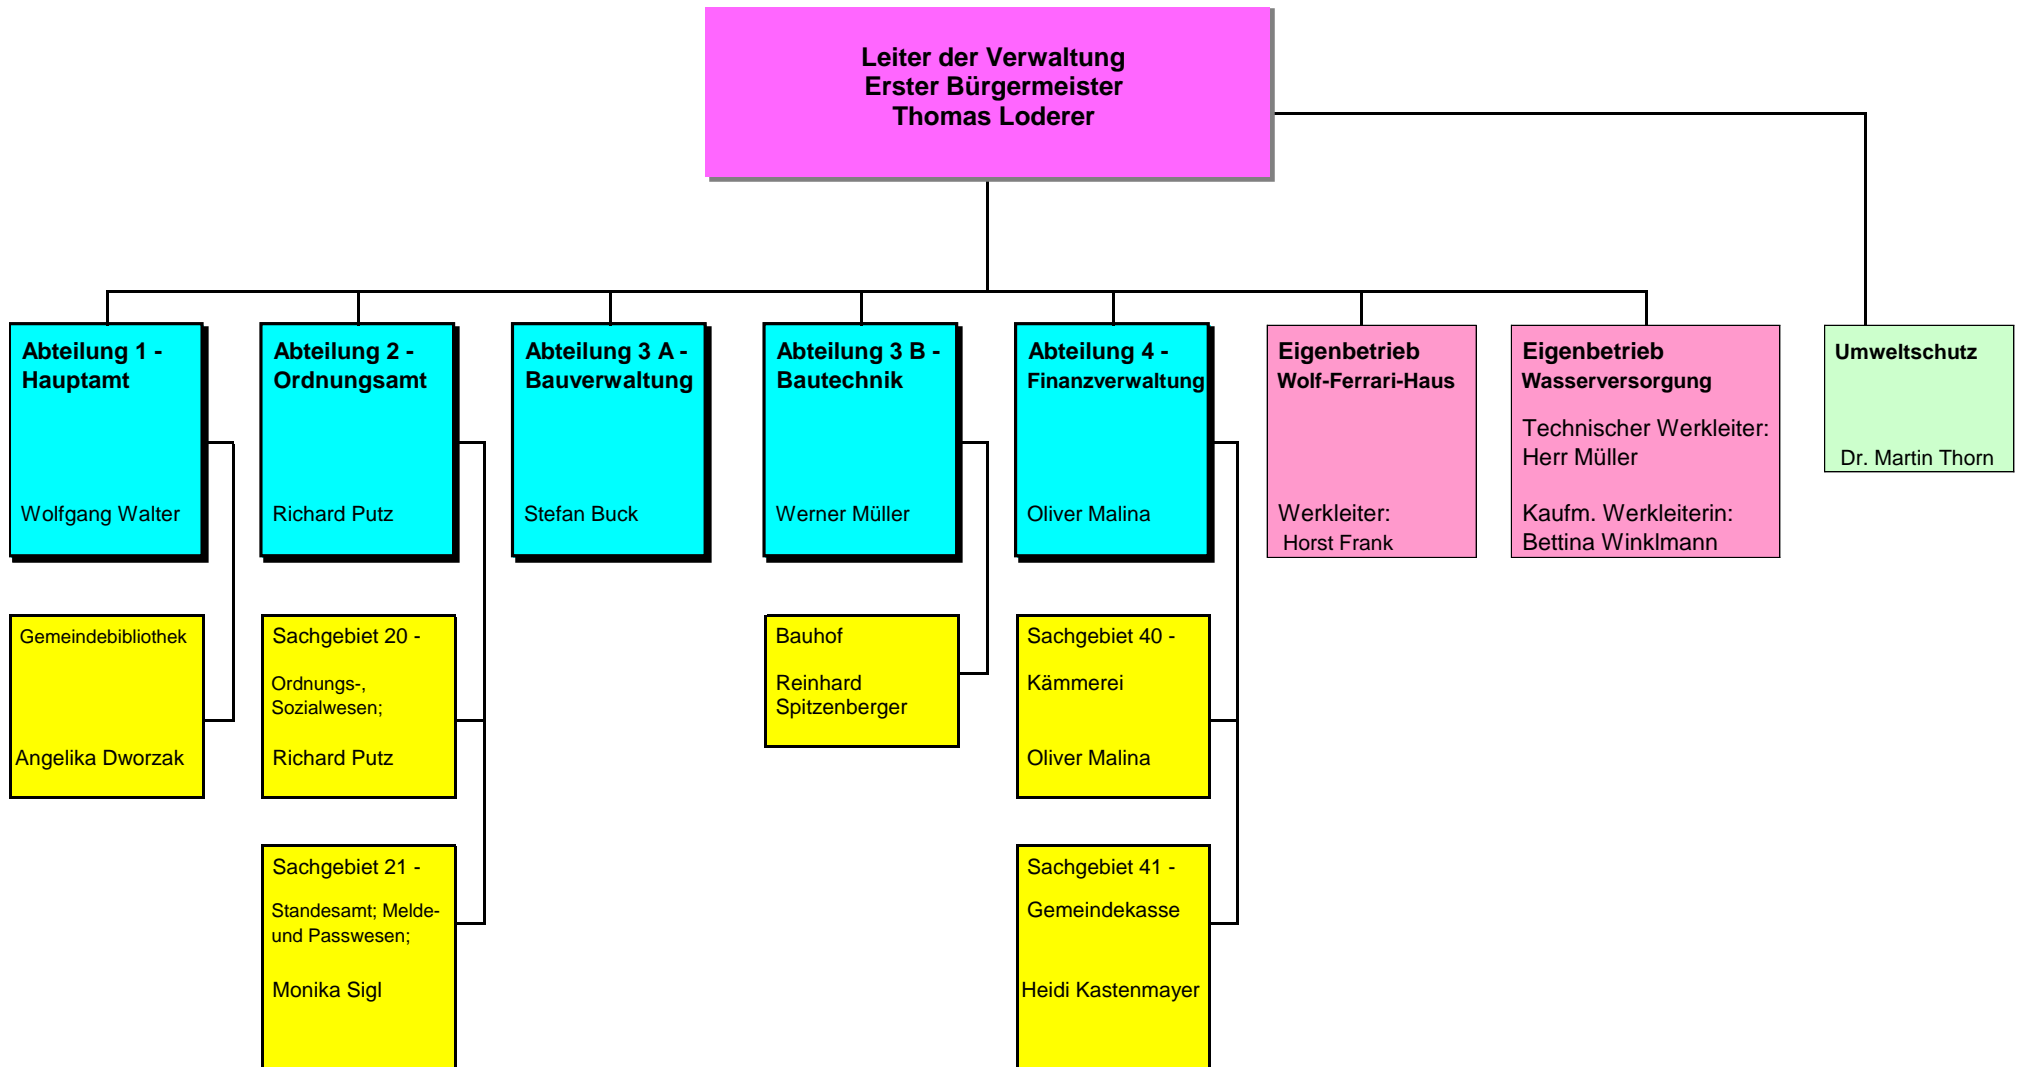 Leiter der Verwaltung
Erster Bürgermeister
Thomas Loderer
Abteilung 1 -
Hauptamt
Wolfgang Walter
Abteilung 2 -
Ordnungsamt
Richard Putz
Abteilung 3 A -
Bauverwaltung
Stefan Buck
Abteilung 3 B -
Bautechnik
Werner Müller
Abteilung 4 -
Finanzverwaltung
Oliver Malina
Eigenbetrieb
Wolf-Ferrari-Haus
Werkleiter:
Horst Frank
Eigenbetrieb
Wasserversorgung
Technischer Werkleiter:
Herr Müller
Kaufm. Werkleiterin:
Bettina Winklmann
Umweltschutz
Dr. Martin Thorn
Gemeindebibliothek
Angelika Dworzak
Sachgebiet 20 -
Ordnungs-,
Sozialwesen;
Richard Putz
Bauhof
Reinhard
Spitzenberger
Sachgebiet 40 -
Kämmerei
Oliver Malina
Sachgebiet 21 -
Standesamt; Melde-
und Passwesen;
Monika Sigl
Sachgebiet 41 -
Gemeindekasse
Heidi Kastenmayer